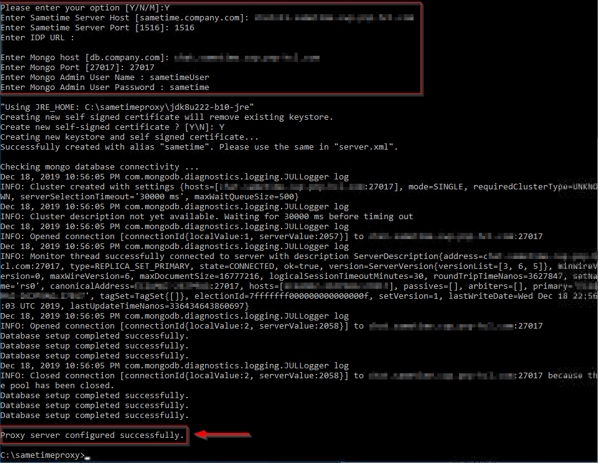 Please enter your option [Y/N/M]:Y
Enter Sametime Server Host [sametime.company.com]:
Enter Sametime Server Port [1516]: 1516
Enter IDP URL :
Enter Mongo host [db.company.com]:
Enter Mongo Port [27017]: 27017
Enter Mongo Admin User Name : sametimeUser
Enter Mongo Admin User Password : sametime
"Using JRE_HOME: C:\sametimeproxy\jdk8u222-b10-jre"
Creating new self signed certificate will remove existing keystore.
Create new self-signed certificate ? [Y\N]: Y
Creating new keystore and self signed certificate...
Successfully created with alias "sametime". Please use the same in "server.xml".
Checking mongo database connectivity ...
Dec 18, 2019 10:56:05 PM com.mongodb.diagnostics.logging.JULLogger log
INFO: Cluster created with settings {hosts=[:27017], mode=SINGLE, requiredClusterType=UNKNO
WN, serverSelectionTimeout='30000 ms', maxWaitQueueSize=500}
Dec 18, 2019 10:56:05 PM com.mongodb.diagnostics.logging.JULLogger log
INFO: Cluster description not yet available. Waiting for 30000 ms before timing out
Dec 18, 2019 10:56:05 PM com.mongodb.diagnostics.logging.JULLogger log
INFO: Opened connection [connectionId{localValue:1, serverValue:2057}] to :27017
Dec 18, 2019 10:56:05 PM com.mongodb.diagnostics.logging.JULLogger log
INFO: Monitor thread successfully connected to server with description ServerDescription{address=
cl.com:27017, type=REPLICA_SET_PRIMARY, state=CONNECTED, ok=true, version=ServerVersion{versionList=[3, 6, 5]}, minWireV
ersion=0, maxWireVersion=6, maxDocumentSize=16777216, logicalSessionTimeoutMinutes=30, roundTripTimeNanos=3627847, setNa
me='rs0', canonicalAddress=:27017, hosts=[], passives=[], arbiters=[], primary=
:27017', tagSet=TagSet{[]}, electionId=7fffffff0000000000000000f, setVersion=1, lastWriteDate=Wed Dec 18 22:56
:03 UTC 2019, lastUpdateTimeNanos=336434643860697}
Dec 18, 2019 10:56:05 PM com.mongodb.diagnostics.logging.JULLogger log
INFO: Opened connection [connectionId{localValue:2, serverValue:2058}] to :27017
Database setup completed successfully.
Database setup completed successfully.
Database setup completed successfully.
Dec 18, 2019 10:56:05 PM com.mongodb.diagnostics.logging.JULLogger log
INFO: Closed connection [connectionId{localValue:2, serverValue:2058}] to :27017 because th
e pool has been closed.
Database setup completed successfully.
Database setup completed successfully.
Database setup completed successfully.
Proxy server configured successfully.
C:\sametimeproxy>_